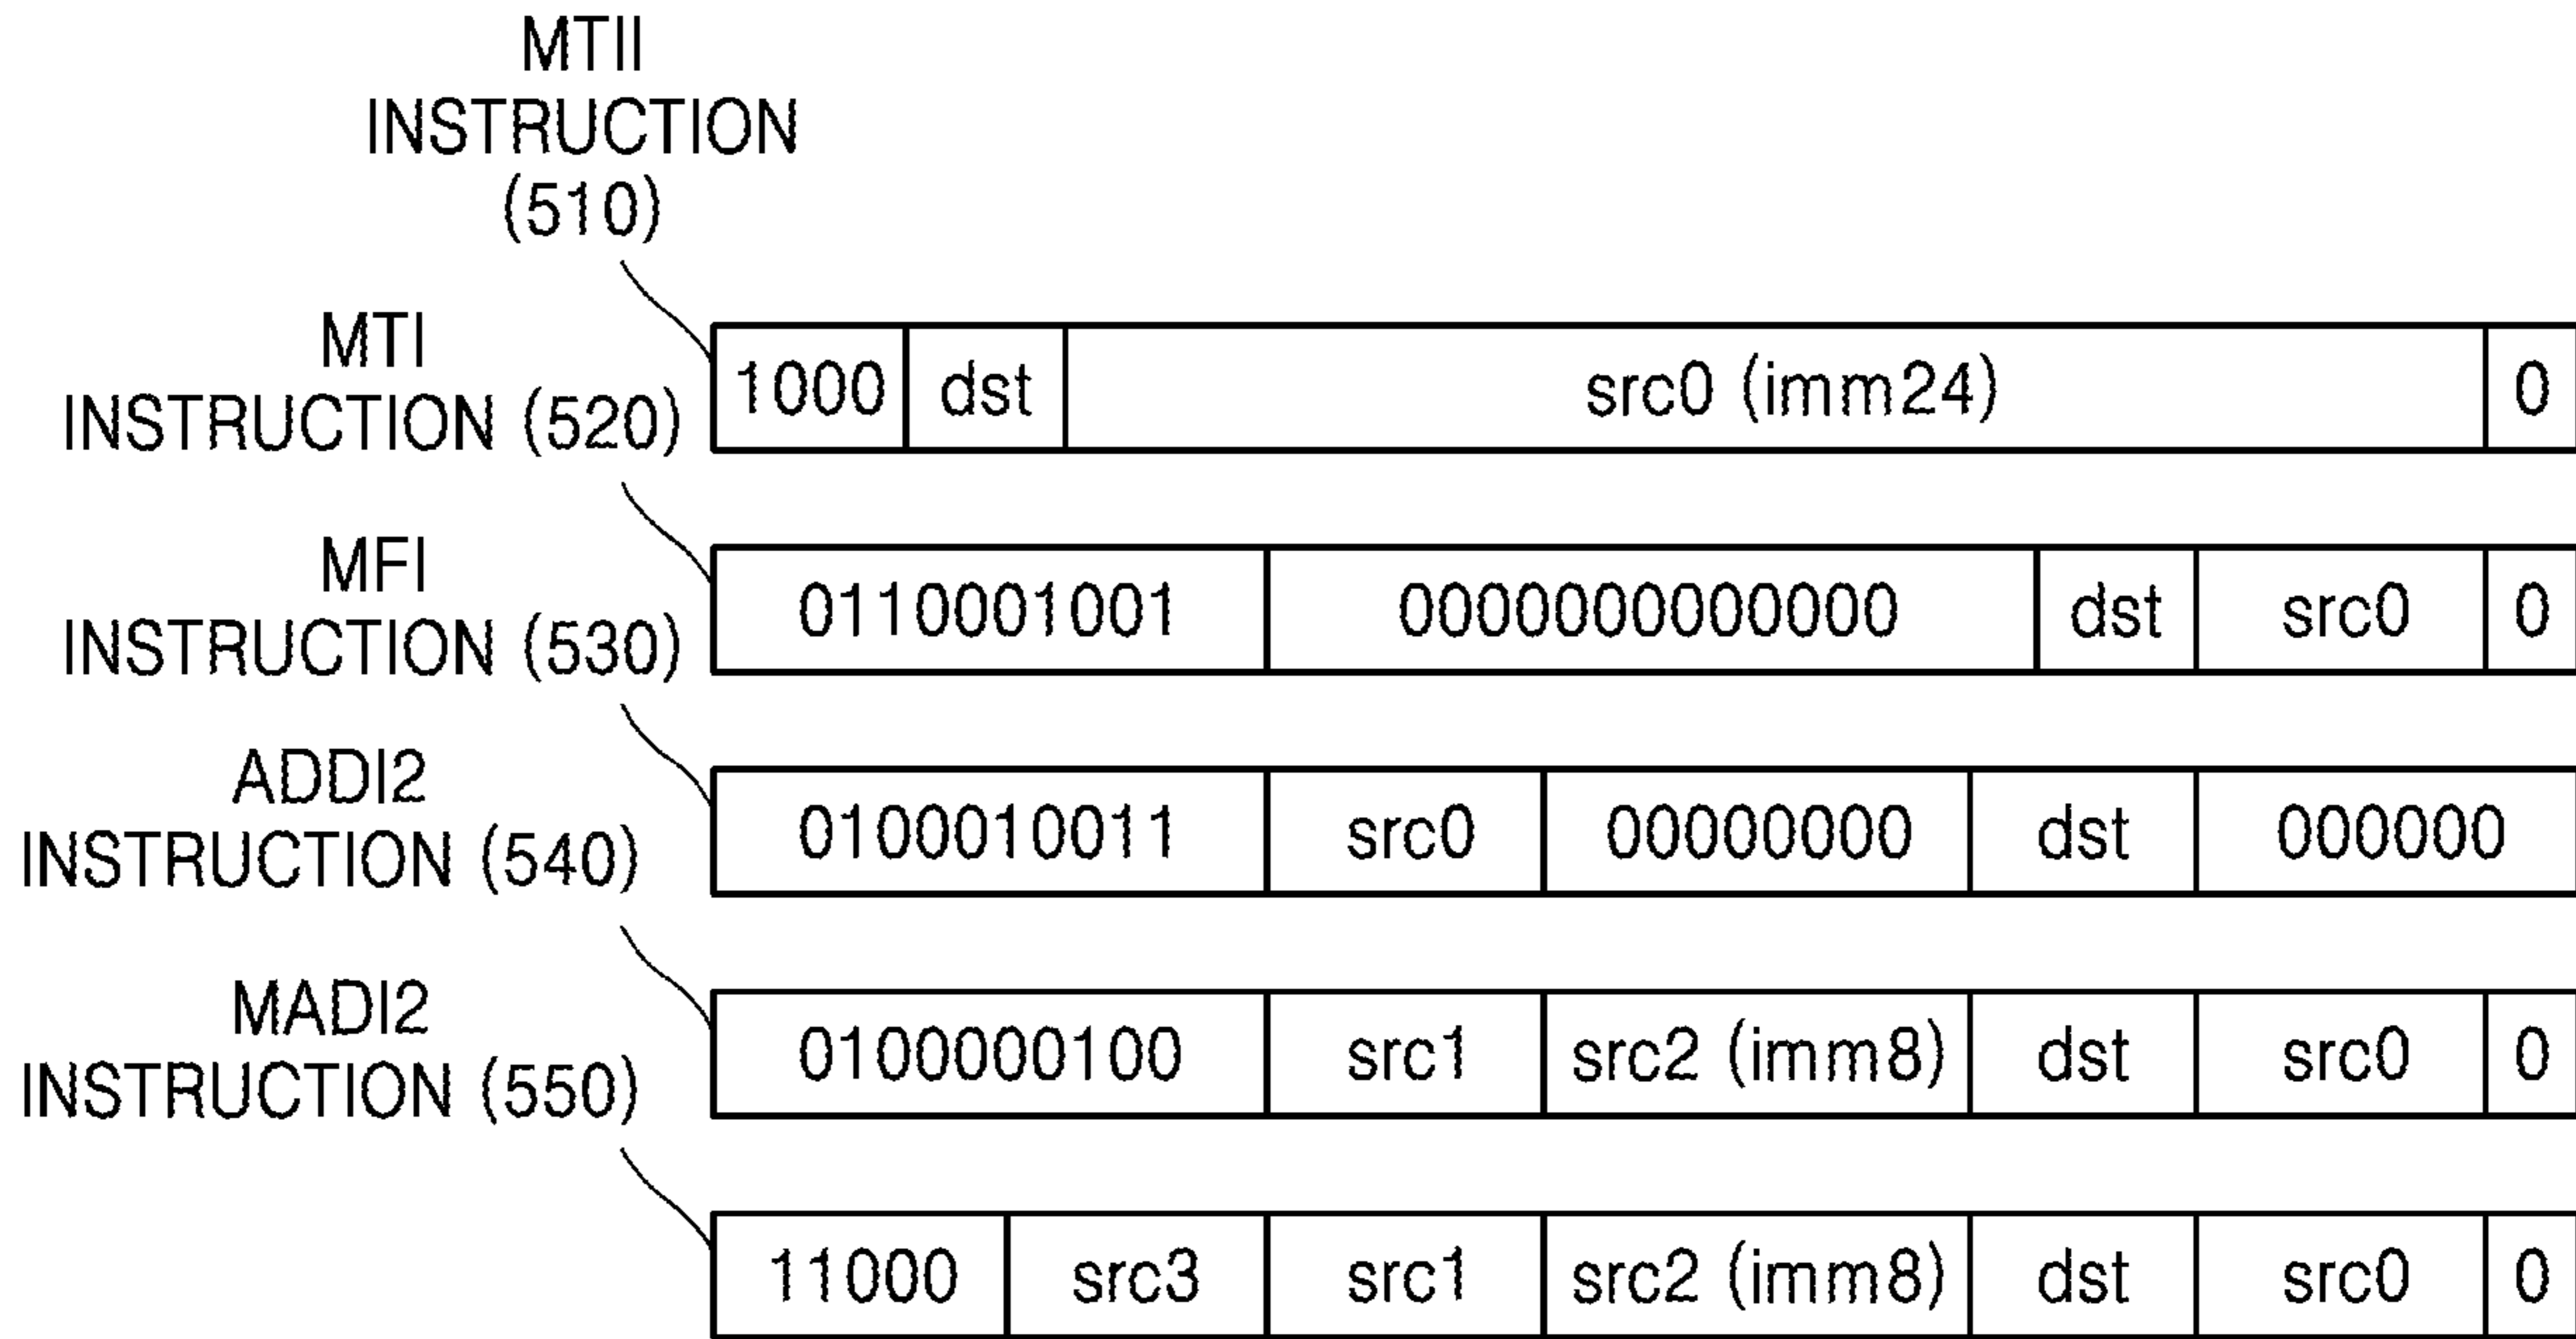 MTII
INSTRUCTION
(510)
1000 dst src0 (imm24) 0
MTI
INSTRUCTION (520)
0110001001 0000000000000 dst src0 0
MFI
INSTRUCTION (530)
0100010011 src0 00000000 dst 000000
ADDI2
INSTRUCTION (540)
0100000100 src1 src2 (imm8) dst src0 0
MADI2
INSTRUCTION (550)
11000 src3 src1 src2 (imm8) dst src0 0